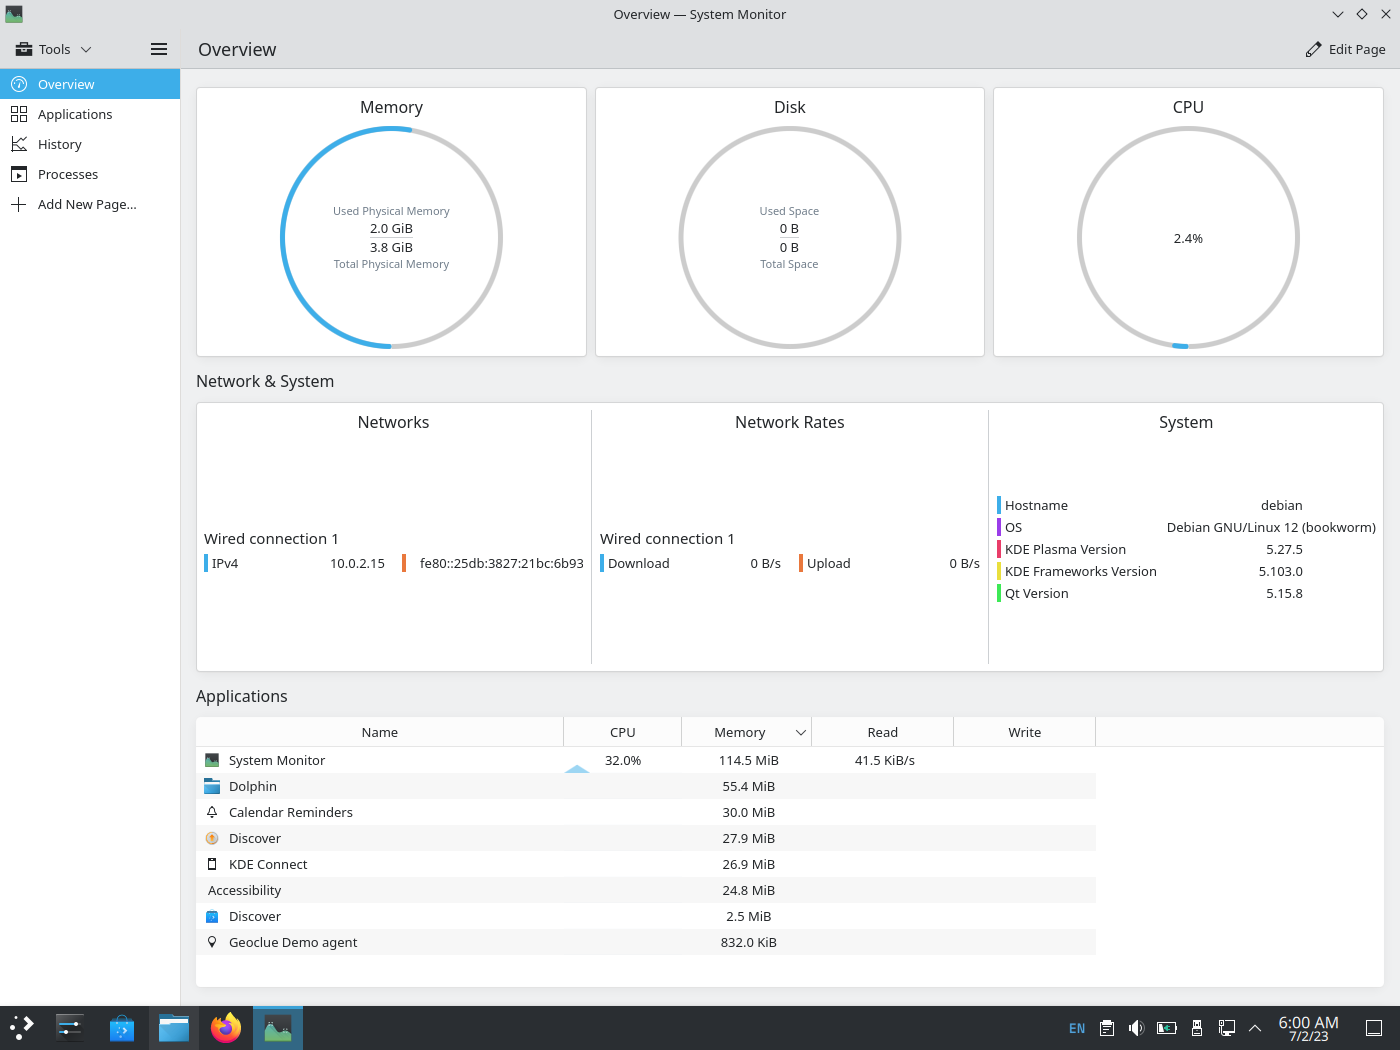 Overview — System Monitor
Tools
Overview
Edit Page
Overview
Applications
History
Processes
Add New Page...
Memory
Used Physical Memory
2.0 GiB
3.8 GiB
Total Physical Memory
Disk
Used Space
0 B
0 B
Total Space
CPU
2.4%
Network & System
Networks
Wired connection 1
IPv4 10.0.2.15 fe80::25db:3827:21bc:6b93
Network Rates
Wired connection 1
Download 0 B/s Upload 0 B/s
System
Hostname debian
OS Debian GNU/Linux 12 (bookworm)
KDE Plasma Version 5.27.5
KDE Frameworks Version 5.103.0
Qt Version 5.15.8
Applications
Name CPU Memory Read Write
System Monitor 32.0% 114.5 MiB 41.5 KiB/s
Dolphin 55.4 MiB
Calendar Reminders 30.0 MiB
Discover 27.9 MiB
KDE Connect 26.9 MiB
Accessibility 24.8 MiB
Discover 2.5 MiB
Geoclue Demo agent 832.0 KiB
EN
6:00 AM
7/2/23